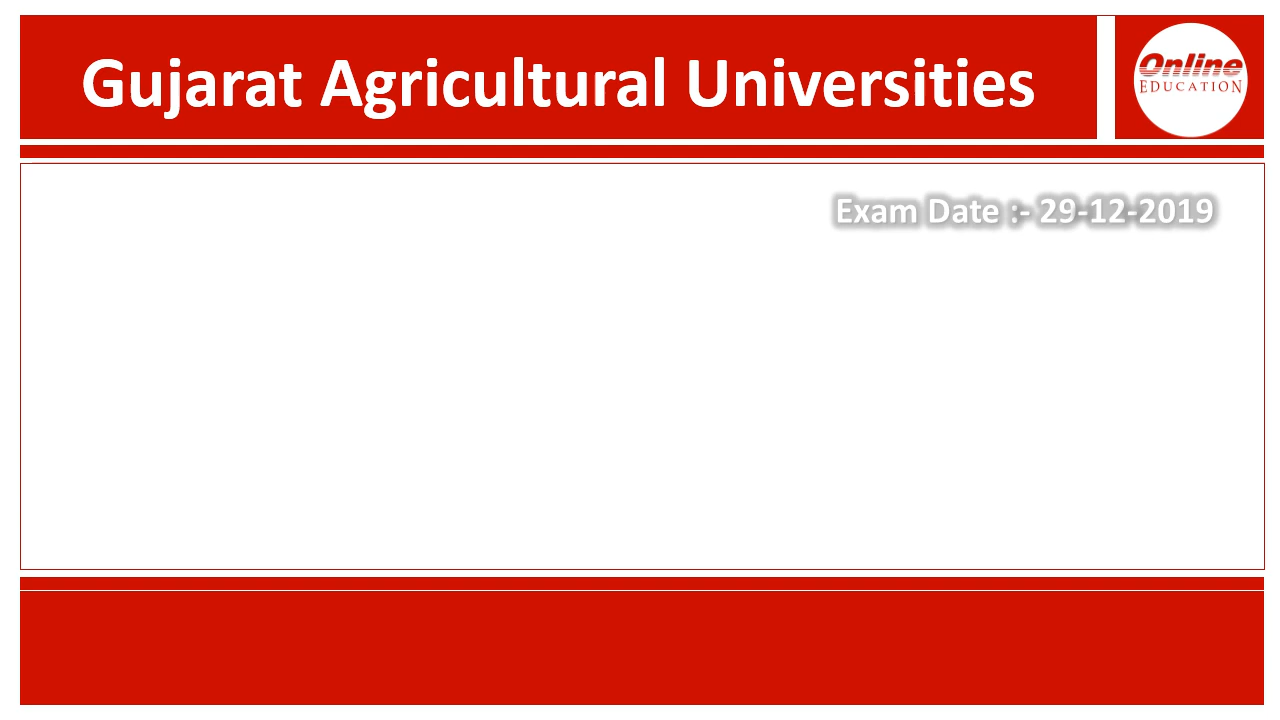 Gujarat Agricultural Universities
Online
EDUCATION
Exam Date :- 29-12-2019